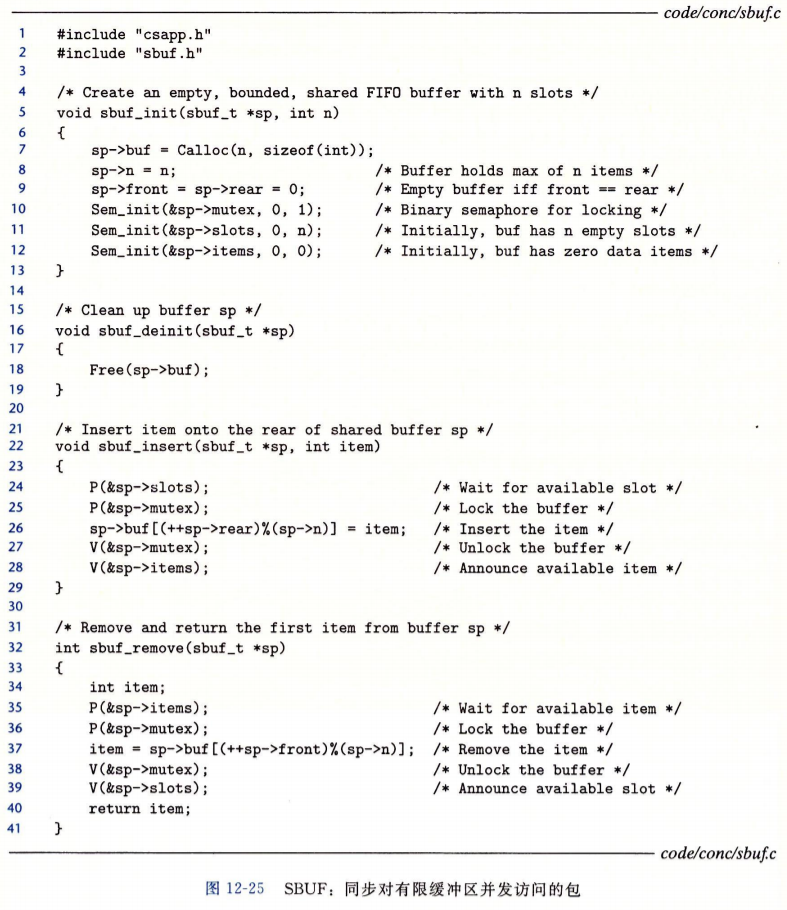 code/conc/sbuf.c
1 #include "csapp.h"
2 #include "sbuf.h"
3
4 /* Create an empty, bounded, shared FIFO buffer with n slots */
5 void sbuf_init(sbuf_t *sp, int n)
6 {
7 sp->buf = Calloc(n, sizeof(int));
8 sp->n = n; /* Buffer holds max of n items */
9 sp->front = sp->rear = 0; /* Empty buffer iff front == rear */
10 Sem_init(&sp->mutex, 0, 1); /* Binary semaphore for locking */
11 Sem_init(&sp->slots, 0, n); /* Initially, buf has n empty slots */
12 Sem_init(&sp->items, 0, 0); /* Initially, buf has zero data items */
13 }
14
15 /* Clean up buffer sp */
16 void sbuf_deinit(sbuf_t *sp)
17 {
18 Free(sp->buf);
19 }
20
21 /* Insert item onto the rear of shared buffer sp */
22 void sbuf_insert(sbuf_t *sp, int item)
23 {
24 P(&sp->slots); /* Wait for available slot */
25 P(&sp->mutex); /* Lock the buffer */
26 sp->buf[(++sp->rear)%(sp->n)] = item; /* Insert the item */
27 V(&sp->mutex); /* Unlock the buffer */
28 V(&sp->items); /* Announce available item */
29 }
30
31 /* Remove and return the first item from buffer sp */
32 int sbuf_remove(sbuf_t *sp)
33 {
34 int item;
35 P(&sp->items); /* Wait for available item */
36 P(&sp->mutex); /* Lock the buffer */
37 item = sp->buf[(++sp->front)%(sp->n)]; /* Remove the item */
38 V(&sp->mutex); /* Unlock the buffer */
39 V(&sp->slots); /* Announce available slot */
40 return item;
41 }
code/conc/sbuf.c
图 12-25 SBUF：同步对有限缓冲区并发访问的包